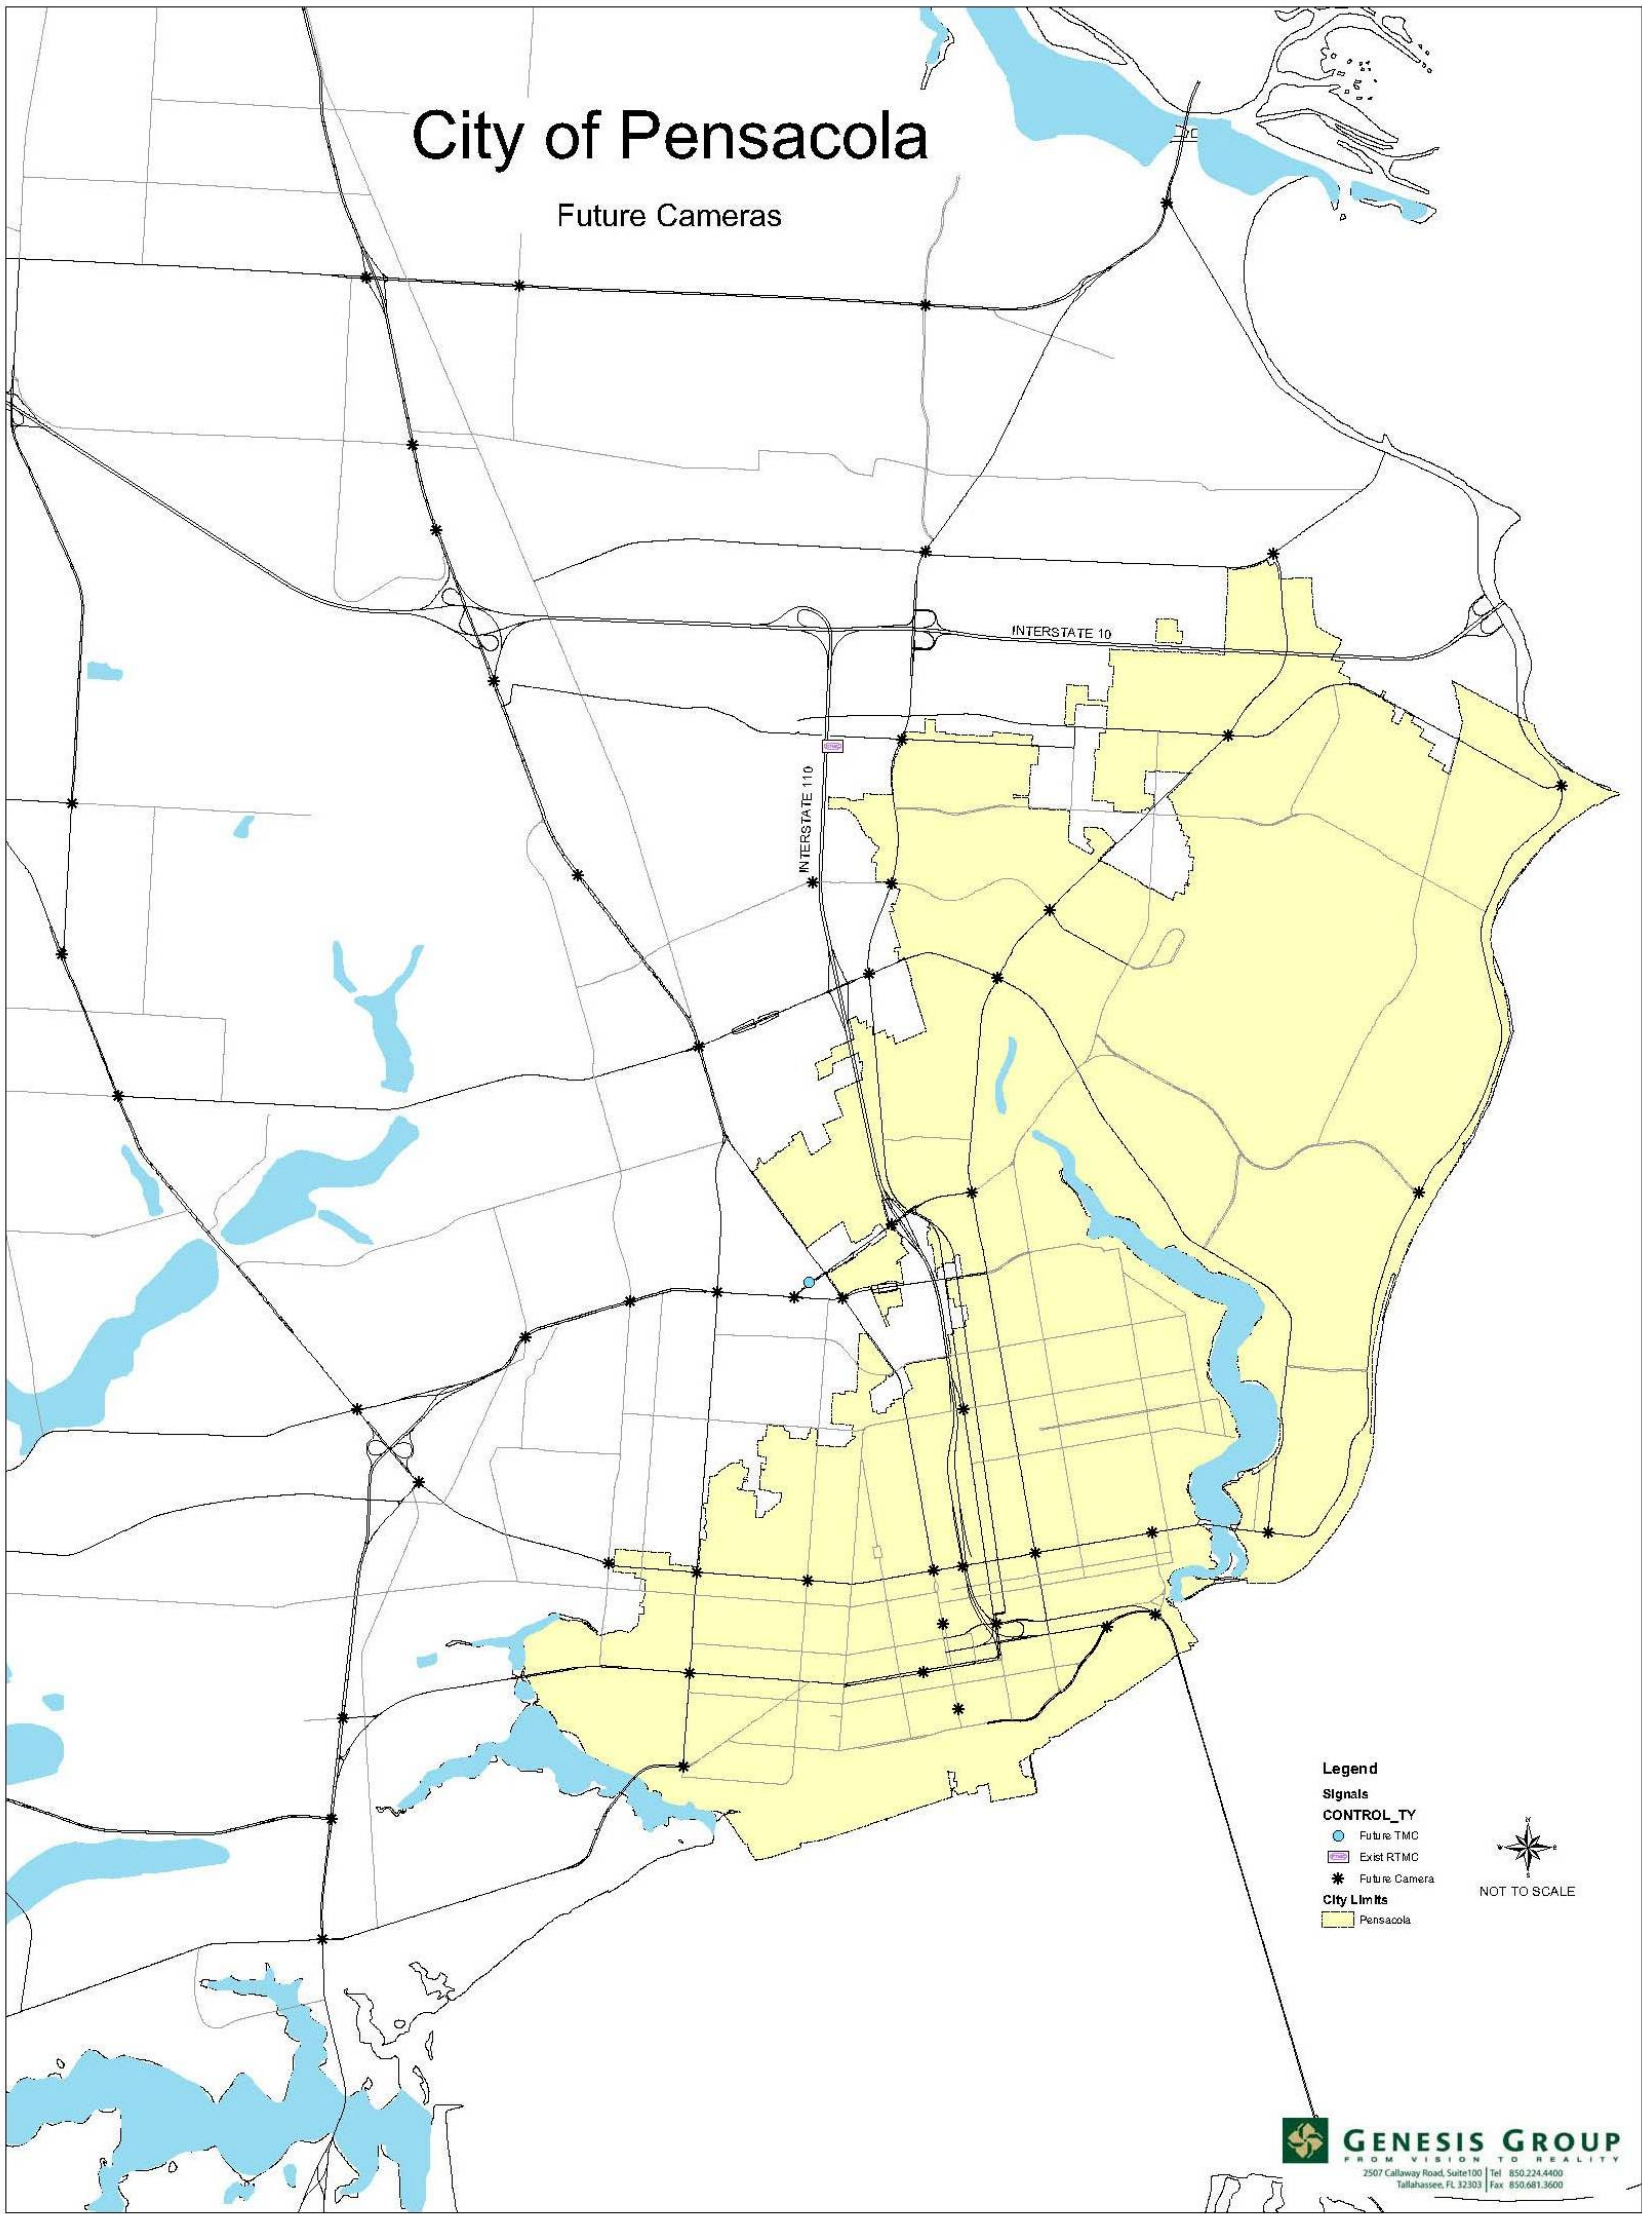 City of Pensacola
Future Cameras
INTERSTATE 10
INTERSTATE 110
Legend
Signals
CONTROL_TY
Future TMC
Exist RTMC
Future Camera
City Limits
Pensacola
N
W E
S
NOT TO SCALE
GENESIS GROUP
FROM VISION TO REALITY
2507 Callaway Road, Suite 100 | Tel 850.224.4400
Tallahassee, FL 32303 | Fax 850.681.3600